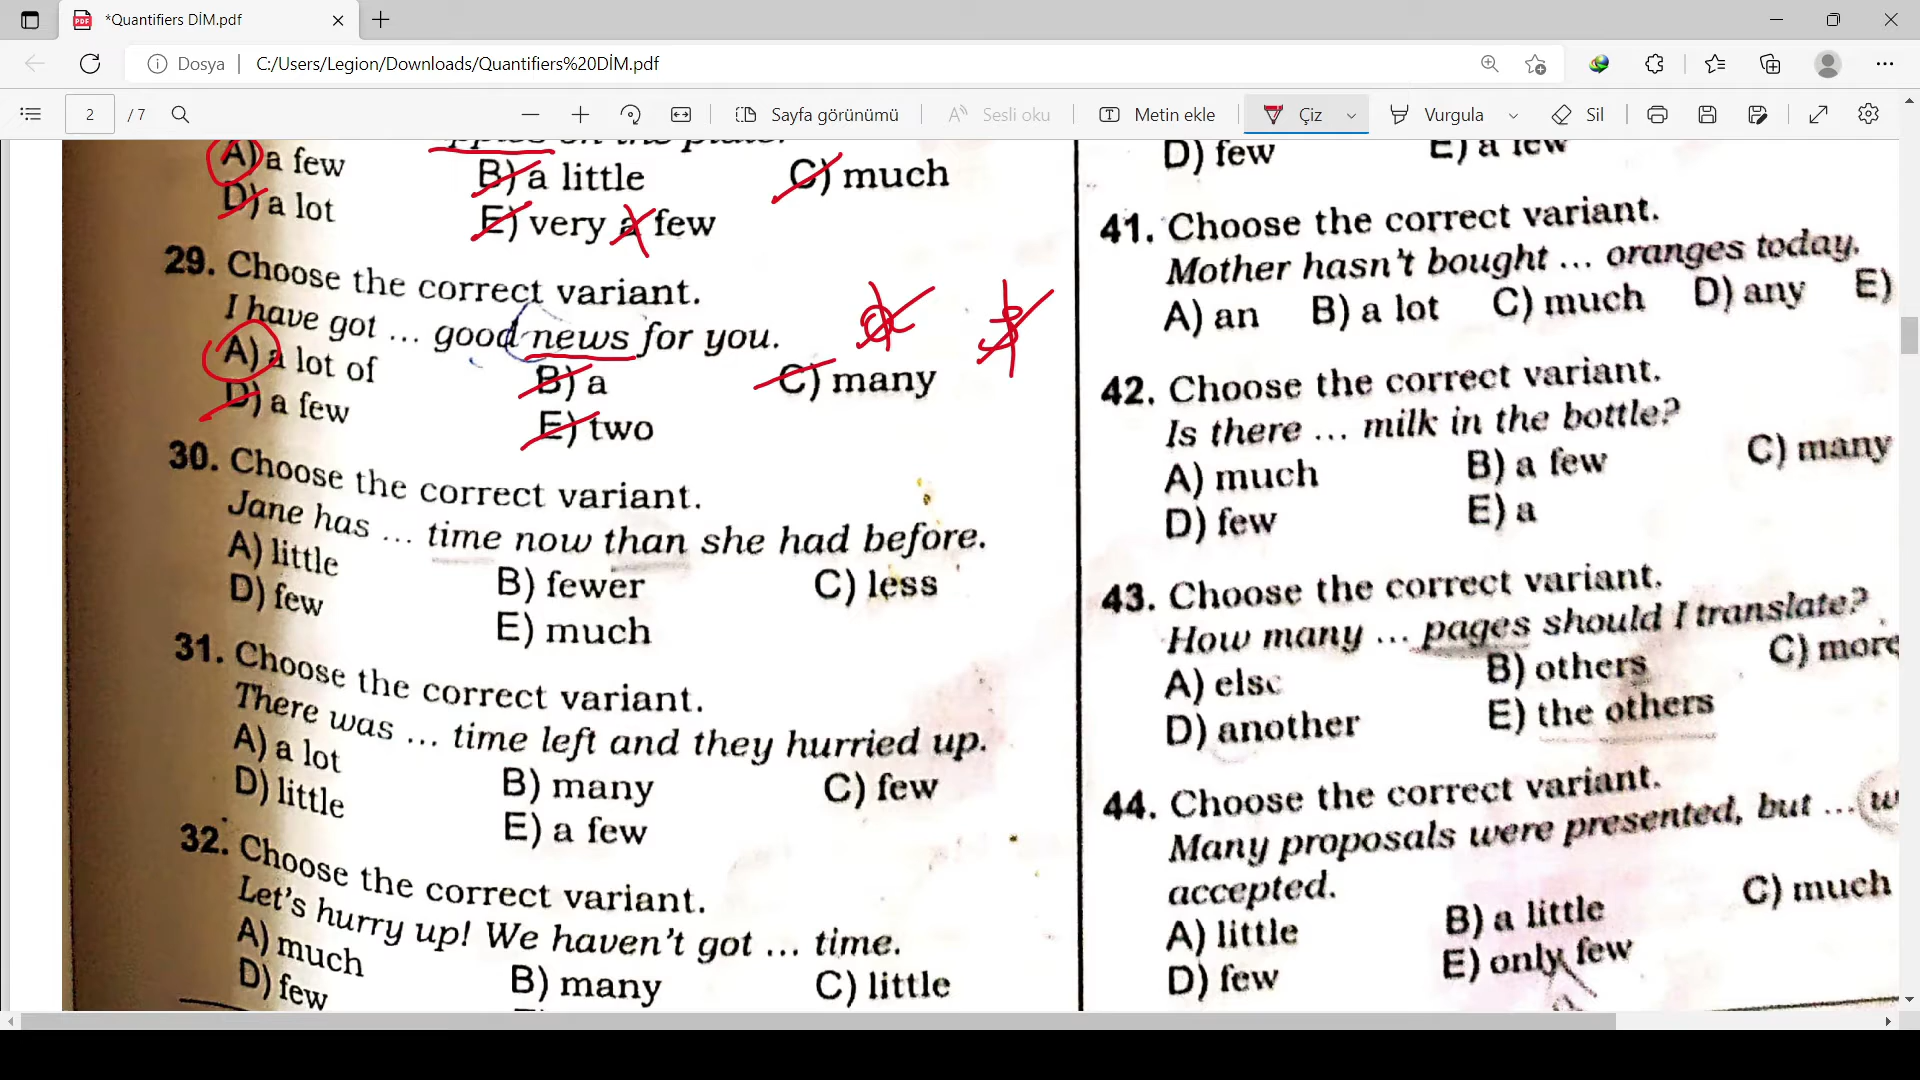 *Quantifiers DİM.pdf
Dosya C:/Users/Legion/Downloads/Quantifiers%20DİM.pdf
2 /7 Sayfa görünümü Sesli oku Metin ekle Çiz Vurgula Sil
A) a few B) a little C) much
D) a lot E) very a few
29. Choose the correct variant.
I have got ... good news for you.
A) a lot of B) a C) many
D) a few E) two
30. Choose the correct variant.
Jane has ... time now than she had before.
A) little B) fewer C) less
D) few E) much
31. Choose the correct variant.
There was ... time left and they hurried up.
A) a lot B) many C) few
D) little E) a few
32. Choose the correct variant.
Let's hurry up! We haven't got ... time.
A) much B) many C) little
D) few
D) few E) a few
41. Choose the correct variant.
Mother hasn't bought ... oranges today.
A) an B) a lot C) much D) any E)
42. Choose the correct variant.
Is there ... milk in the bottle?
A) much B) a few C) many
D) few E) a
43. Choose the correct variant.
How many ... pages should I translate?
A) else B) others C) more
D) another E) the others
44. Choose the correct variant.
Many proposals were presented, but ... w
accepted.
A) little B) a little C) much
D) few E) only few